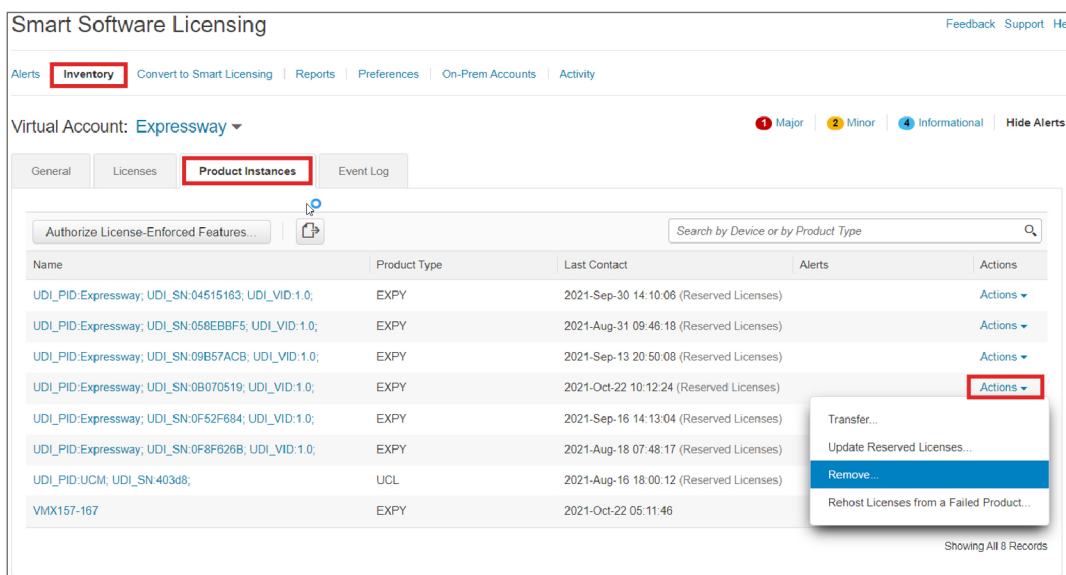 Smart Software Licensing
Feedback Support He
Alerts Inventory Convert to Smart Licensing Reports Preferences On-Prem Accounts Activity
Virtual Account: Expressway
1 Major 2 Minor 4 Informational Hide Alerts
General Licenses Product Instances Event Log
Authorize License-Enforced Features...
Search by Device or by Product Type
Name Product Type Last Contact Alerts Actions
UDI_PID:Expressway; UDI_SN:04515163; UDI_VID:1.0; EXPY 2021-Sep-30 14:10:06 (Reserved Licenses) Actions
UDI_PID:Expressway; UDI_SN:058EBBF5; UDI_VID:1.0; EXPY 2021-Aug-31 09:46:18 (Reserved Licenses) Actions
UDI_PID:Expressway; UDI_SN:09B57ACB; UDI_VID:1.0; EXPY 2021-Sep-13 20:50:08 (Reserved Licenses) Actions
UDI_PID:Expressway; UDI_SN:0B070519; UDI_VID:1.0; EXPY 2021-Oct-22 10:12:24 (Reserved Licenses) Actions
UDI_PID:Expressway; UDI_SN:0F52F684; UDI_VID:1.0; EXPY 2021-Sep-16 14:13:04 (Reserved Licenses)
UDI_PID:Expressway; UDI_SN:0F8F626B; UDI_VID:1.0; EXPY 2021-Aug-18 07:48:17 (Reserved Licenses)
UDI_PID:UCM; UDI_SN:403d8; UCL 2021-Aug-16 18:00:12 (Reserved Licenses)
VMX157-167 EXPY 2021-Oct-22 05:11:46
Transfer...
Update Reserved Licenses...
Remove...
Rehost Licenses from a Failed Product...
Showing All 8 Records